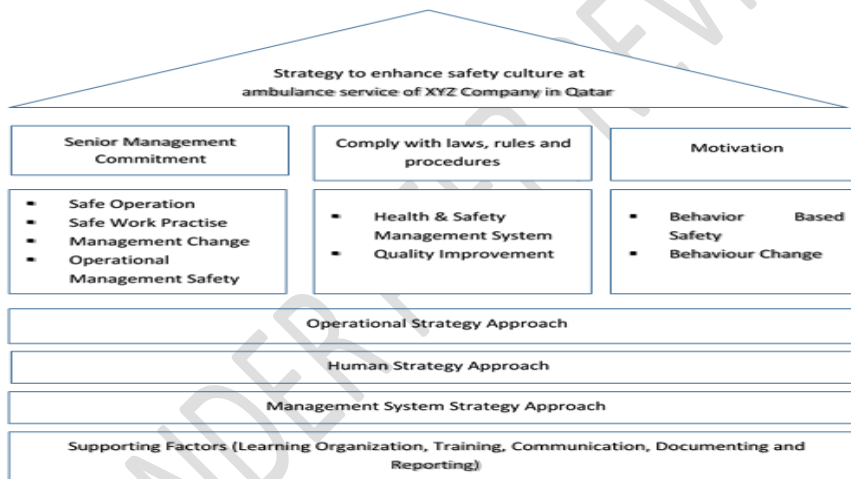 Strategy to enhance safety culture at
ambulance service of XYZ Company in Qatar
Senior Management
Commitment
Comply with laws, rules and
procedures
Motivation
▪ Safe Operation
▪ Safe Work Practise
▪ Management Change
▪ Operational
Management Safety
▪ Health & Safety
Management System
▪ Quality Improvement
▪ Behavior Based
Safety
▪ Behaviour Change
Operational Strategy Approach
Human Strategy Approach
Management System Strategy Approach
Supporting Factors (Learning Organization, Training, Communication, Documenting and
Reporting)